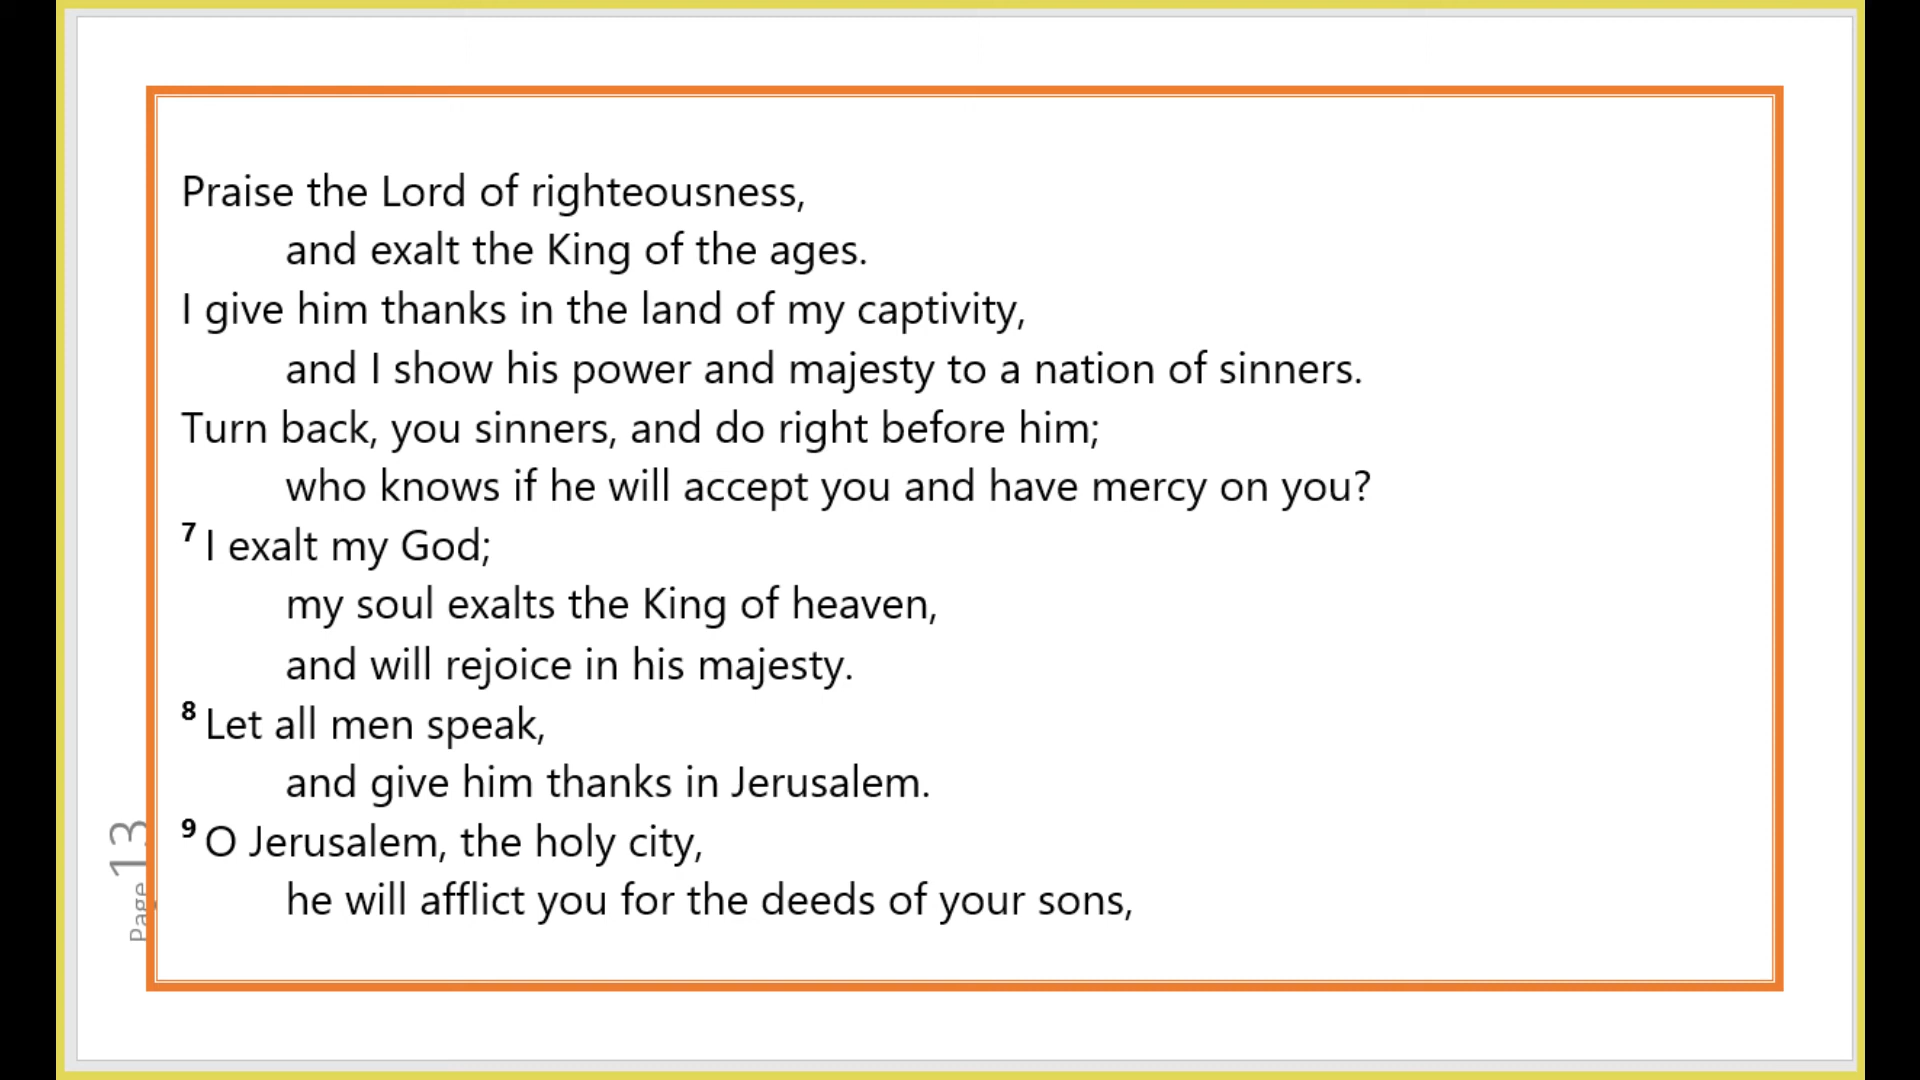 Praise the Lord of righteousness,
and exalt the King of the ages.
I give him thanks in the land of my captivity,
and I show his power and majesty to a nation of sinners.
Turn back, you sinners, and do right before him;
who knows if he will accept you and have mercy on you?
7 I exalt my God;
my soul exalts the King of heaven,
and will rejoice in his majesty.
8 Let all men speak,
and give him thanks in Jerusalem.
9 O Jerusalem, the holy city,
he will afflict you for the deeds of your sons,
Page 13